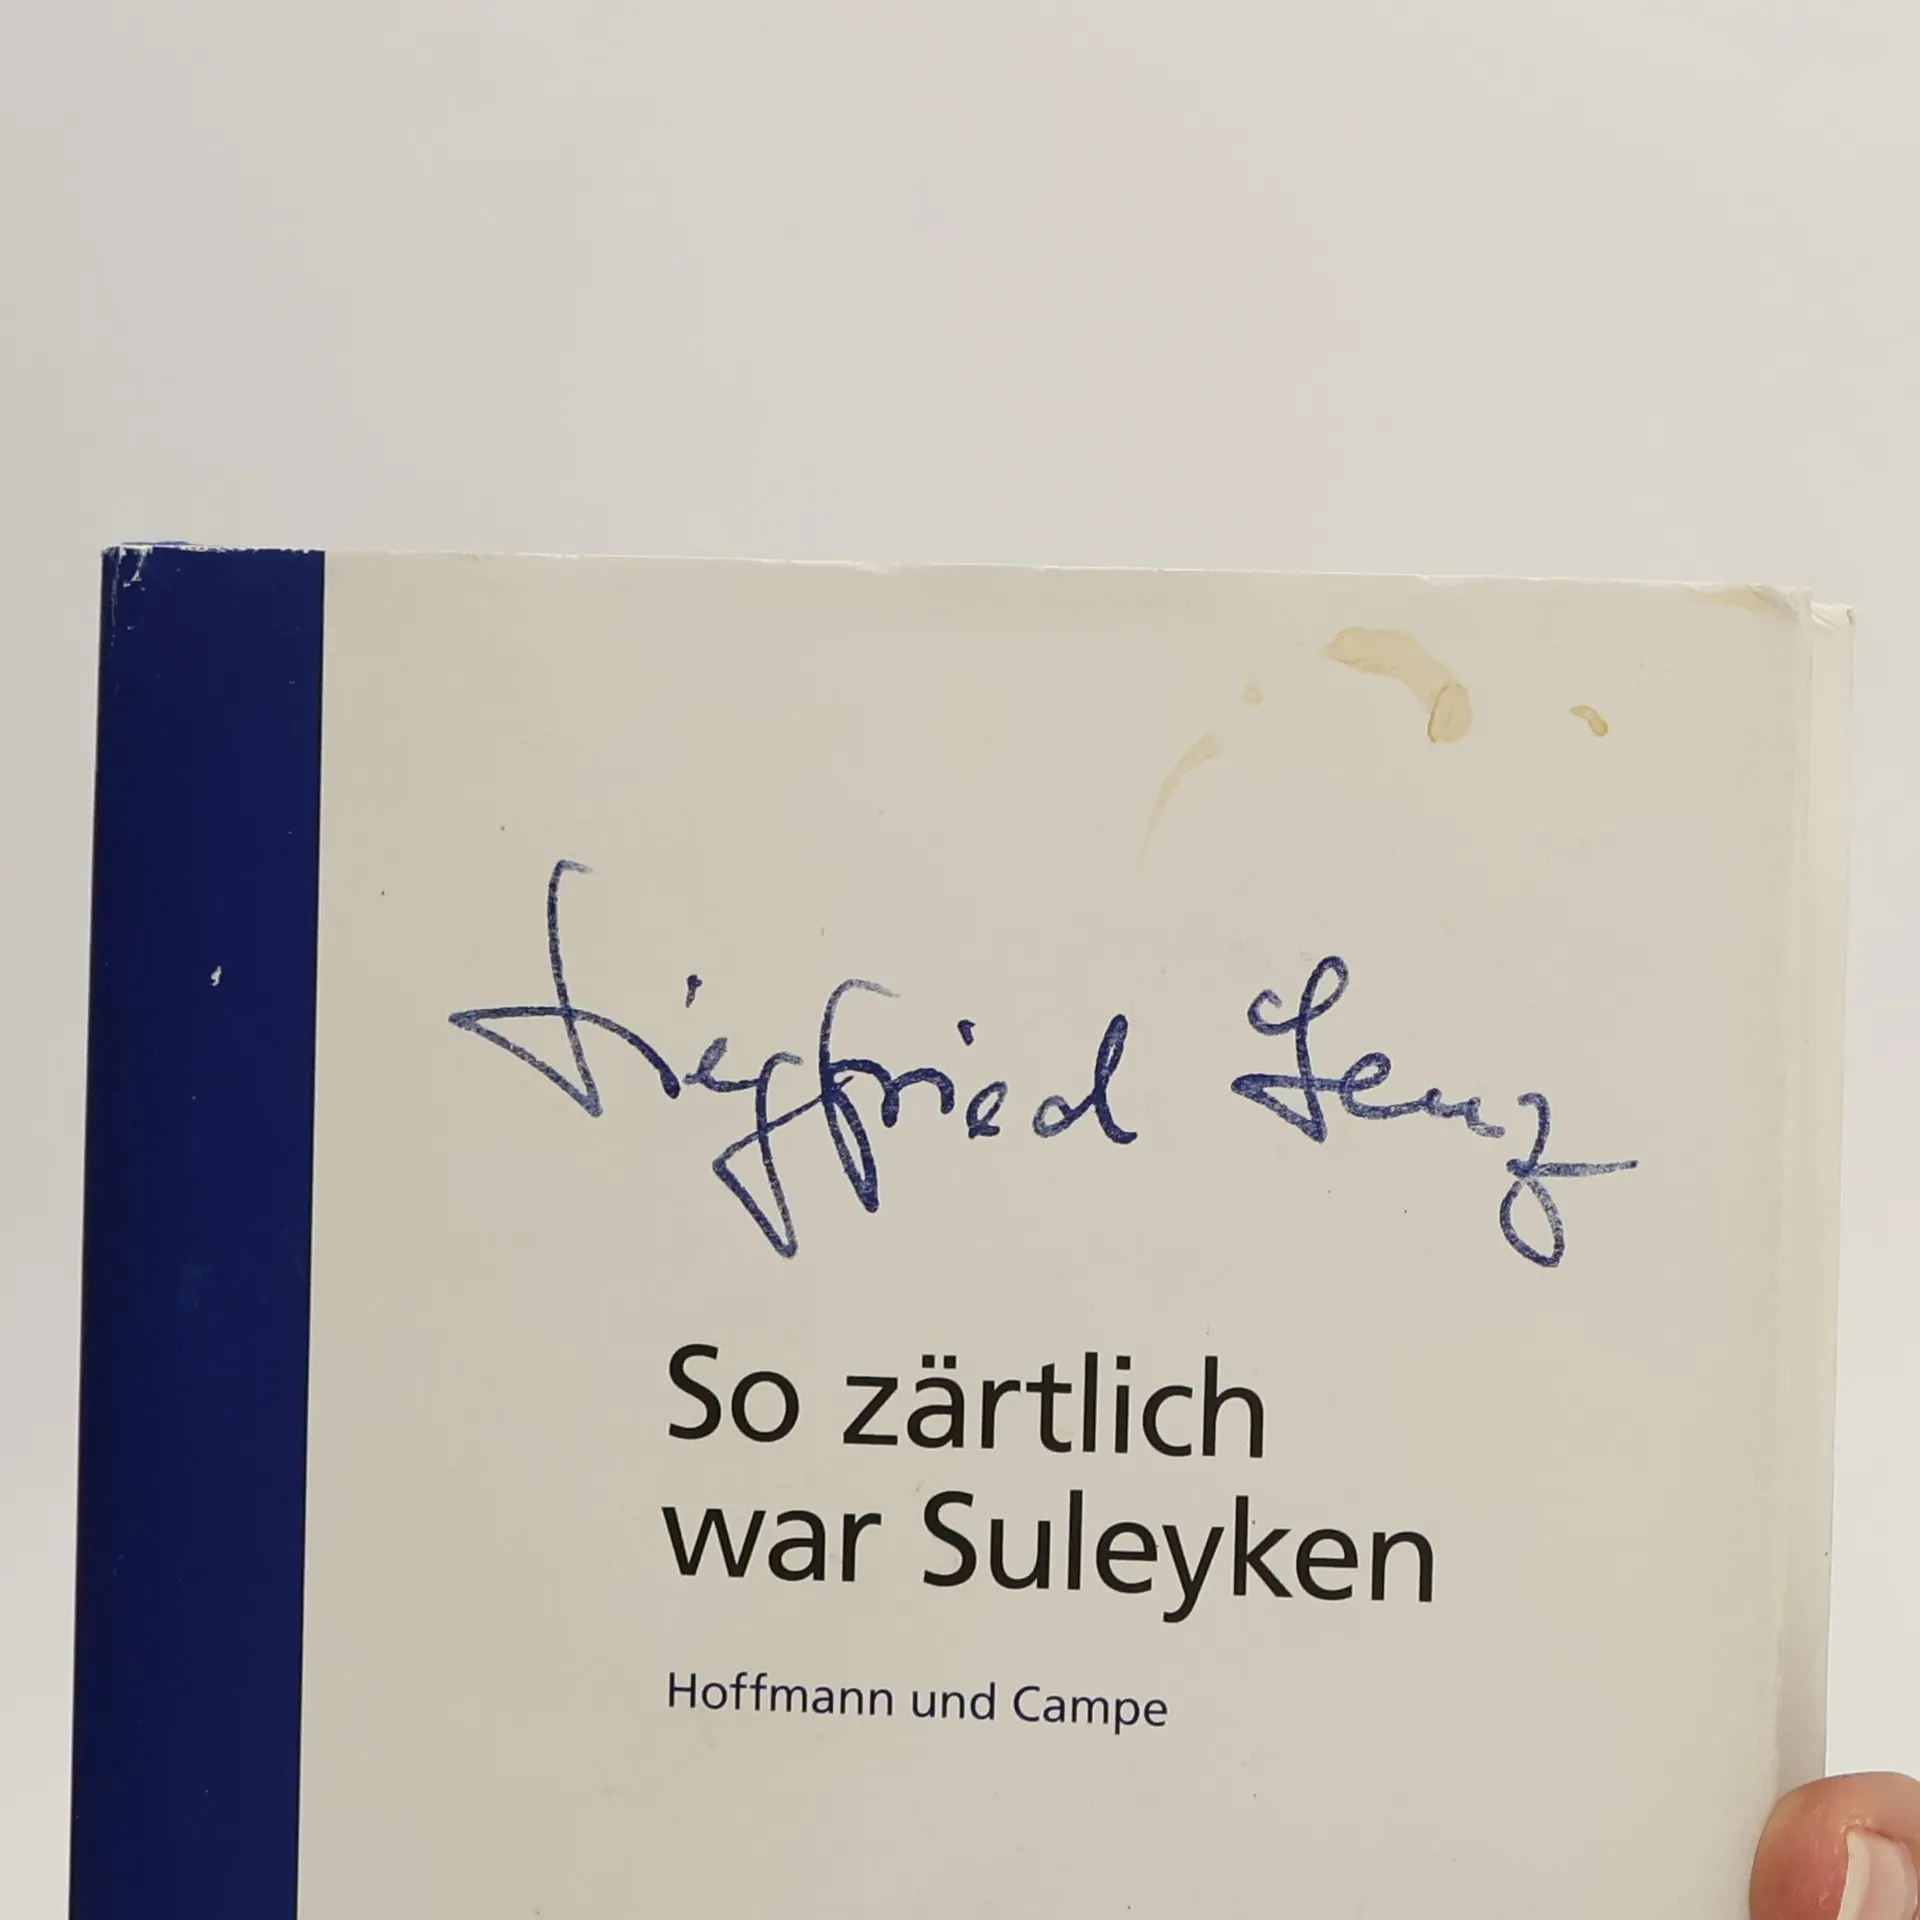 Siegfried Lenz
So zärtlich
war Suleyken
Hoffmann und Campe